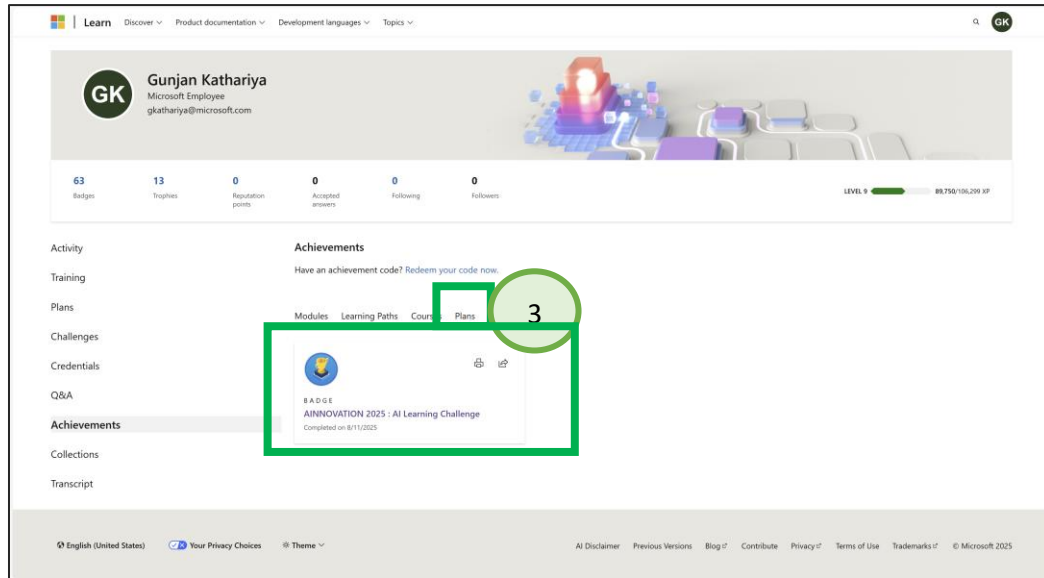 Learn Discover Product documentation Development languages Topics GK
GK
Gunjan Kathariya
Microsoft Employee
gkathariya@microsoft.com
63 13 0 0 0 0
Badges Trophies Reputation points Accepted answers Following Followers
LEVEL 9 89,750/106,299 XP
Activity
Training
Plans
Challenges
Credentials
Q&A
Achievements
Collections
Transcript
Achievements
Have an achievement code? Redeem your code now.
Modules Learning Paths Courses Plans
3
BADGE
AINNOVATION 2025 : AI Learning Challenge
Completed on 8/11/2025
English (United States) Your Privacy Choices Theme AI Disclaimer Previous Versions Blog Contribute Privacy Terms of Use Trademarks © Microsoft 2025